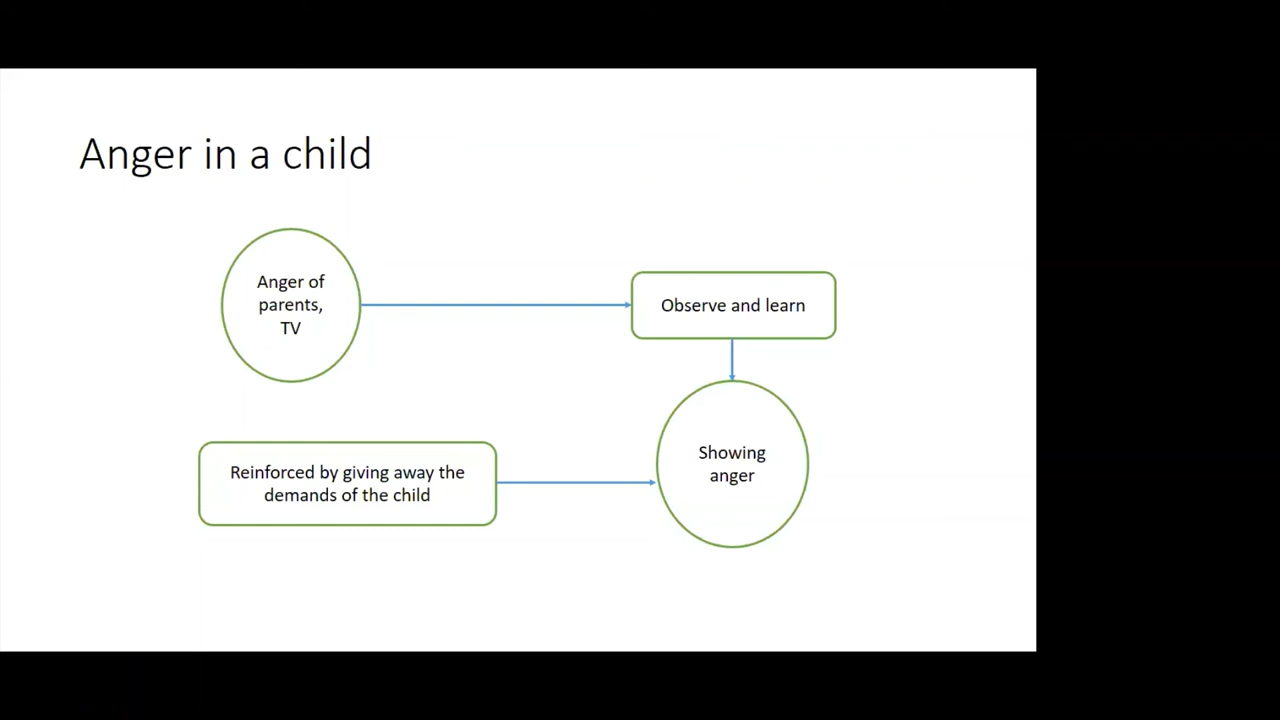 Anger in a child
Anger of
parents,
TV
Observe and learn
Showing
anger
Reinforced by giving away the
demands of the child